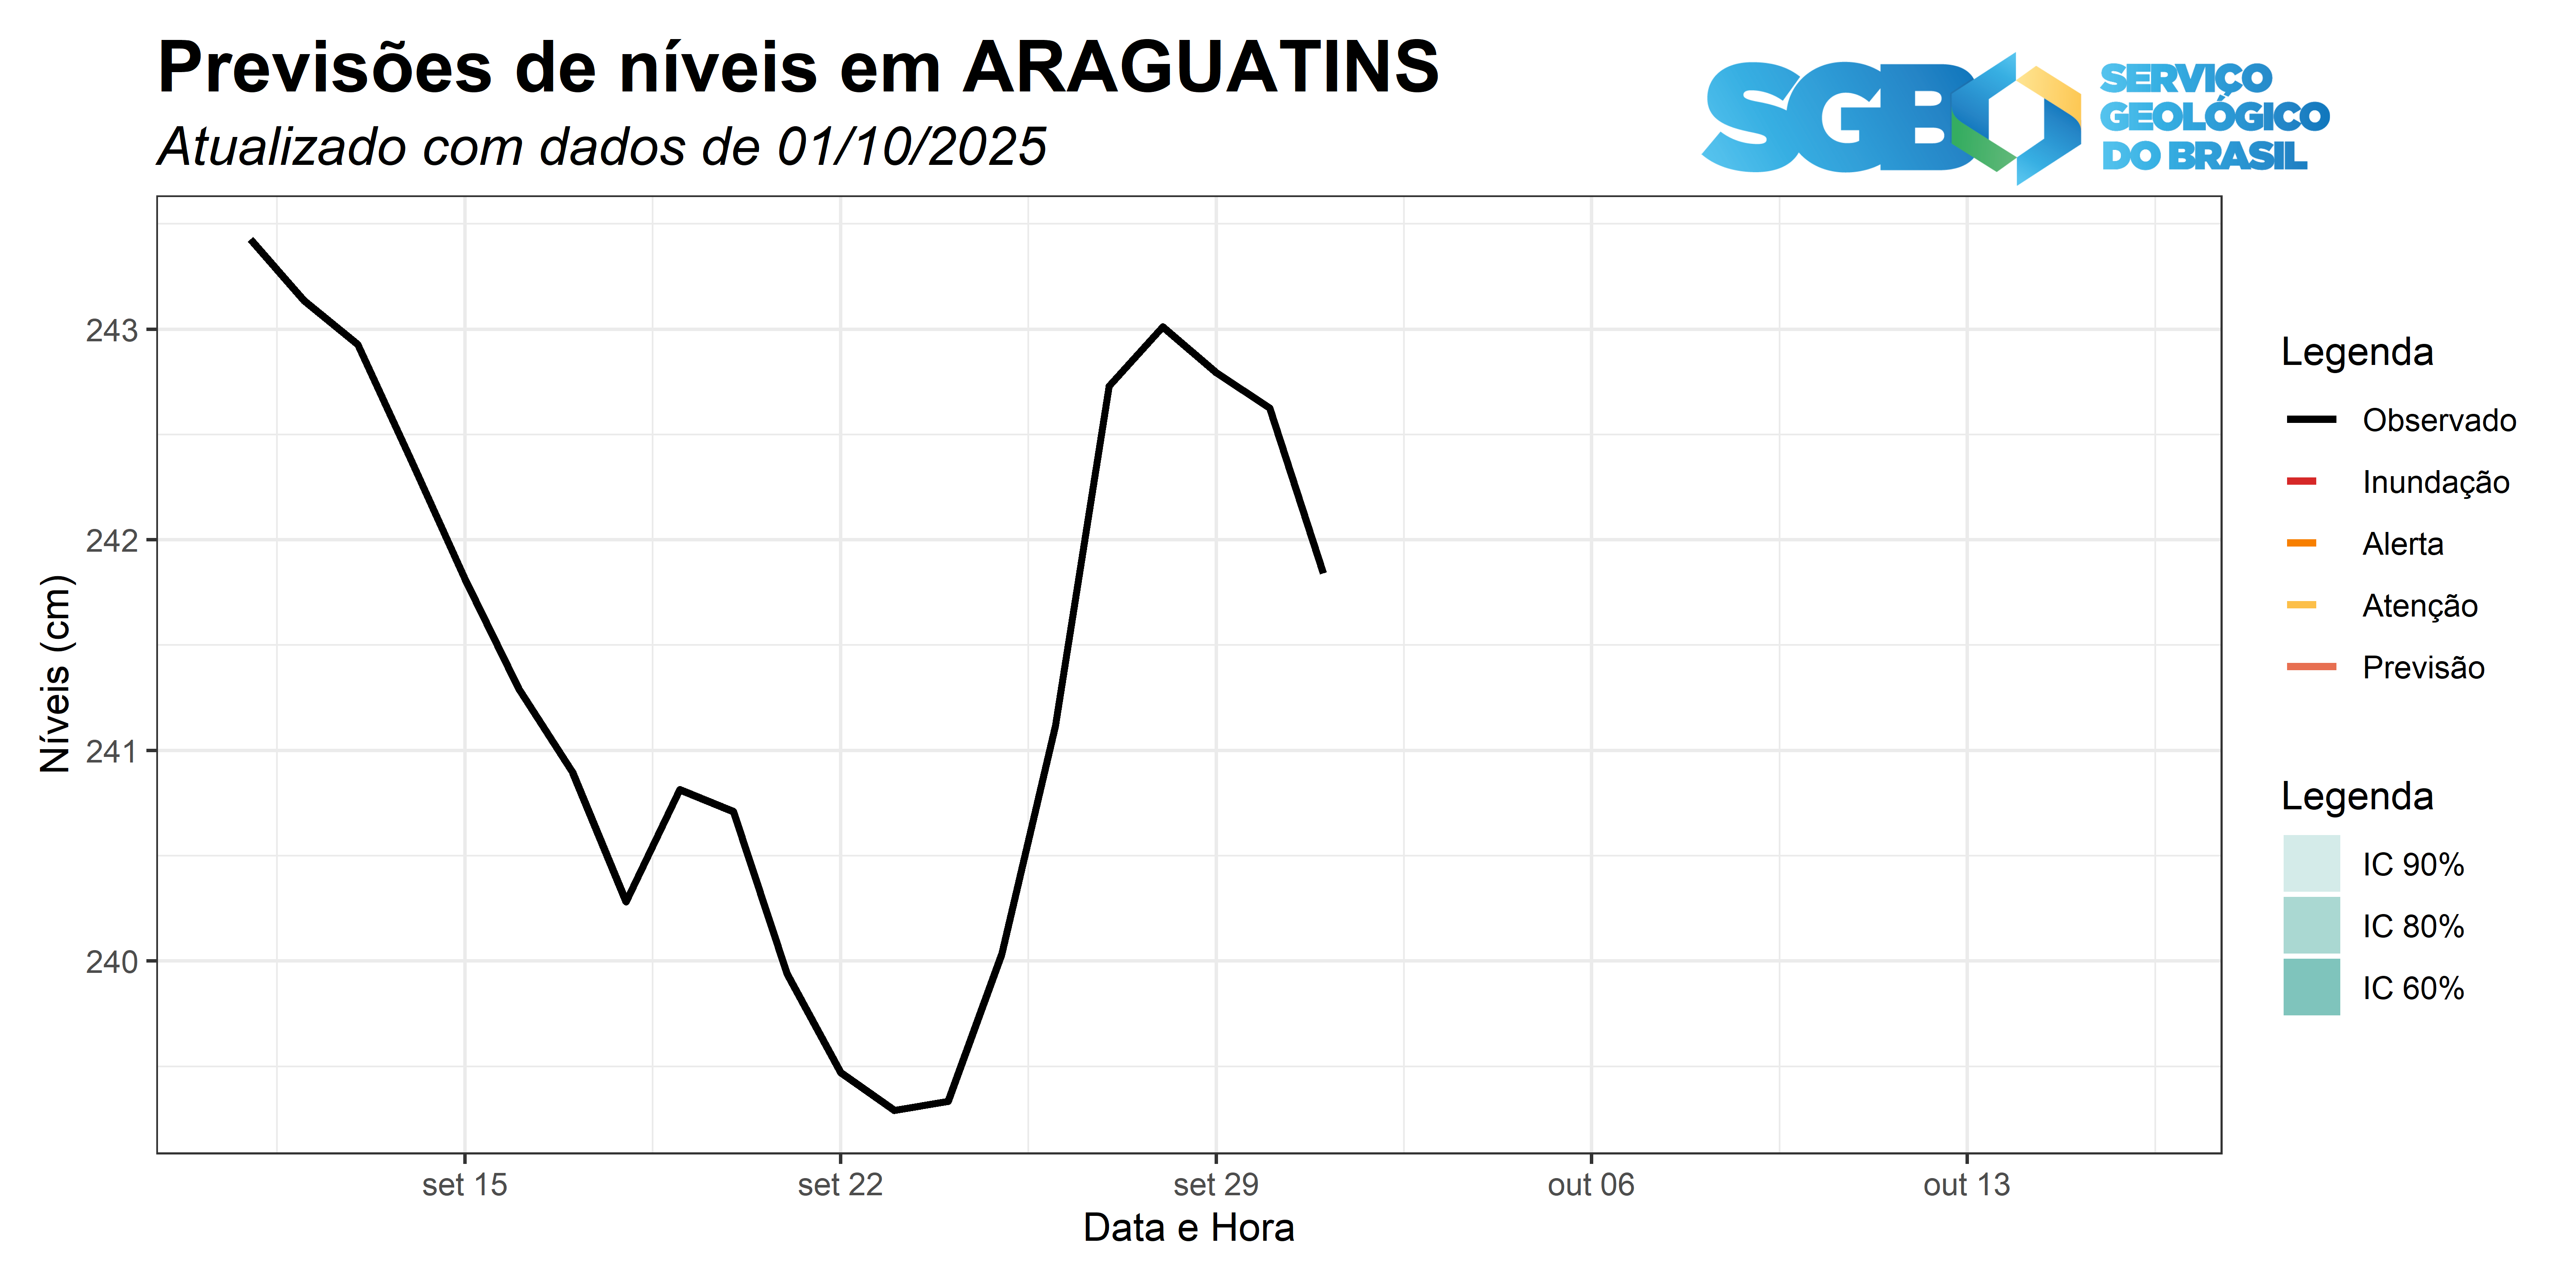 Previsões de níveis em ARAGUATINS
Atualizado com dados de 01/10/2025
SGB
SERVIÇO
GEOLÓGICO
DO BRASIL
Níveis (cm)
243
242
241
240
set 15
set 22
set 29
out 06
out 13
Data e Hora
Legenda
Observado
Inundação
Alerta
Atenção
Previsão
Legenda
IC 90%
IC 80%
IC 60%